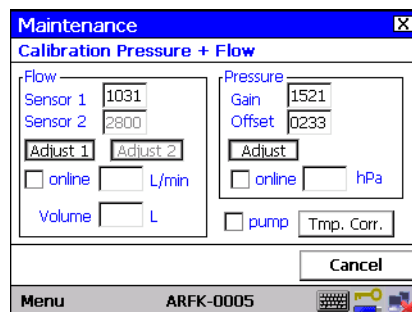 Maintenance X
Calibration Pressure + Flow
Flow
Sensor 1 1031
Sensor 2 2800
Adjust 1 Adjust 2
online L/min
Volume L
Pressure
Gain 1521
Offset 0233
Adjust
online hPa
pump Tmp. Corr.
Cancel
Menu ARFK-0005